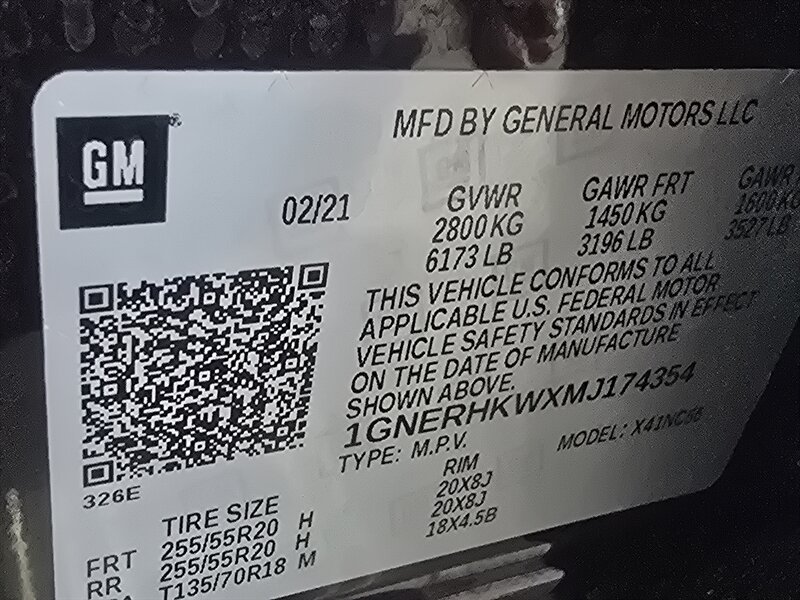 GM
MFD BY GENERAL MOTORS LLC
02/21
GVWR GAWR FRT GAWR
2800 KG 1450 KG 1600 KG
6173 LB 3196 LB 3527 LB
THIS VEHICLE CONFORMS TO ALL
APPLICABLE U.S. FEDERAL MOTOR
VEHICLE SAFETY STANDARDS IN EFFECT
ON THE DATE OF MANUFACTURE
SHOWN ABOVE.
1GNERHKWXMJ174354
TYPE: M.P.V. MODEL:
326E
TIRE SIZE RIM
FRT 255/55R20 H 20X8J
RR 255/55R20 H 20X8J
T135/70R18 M 18X4.5B